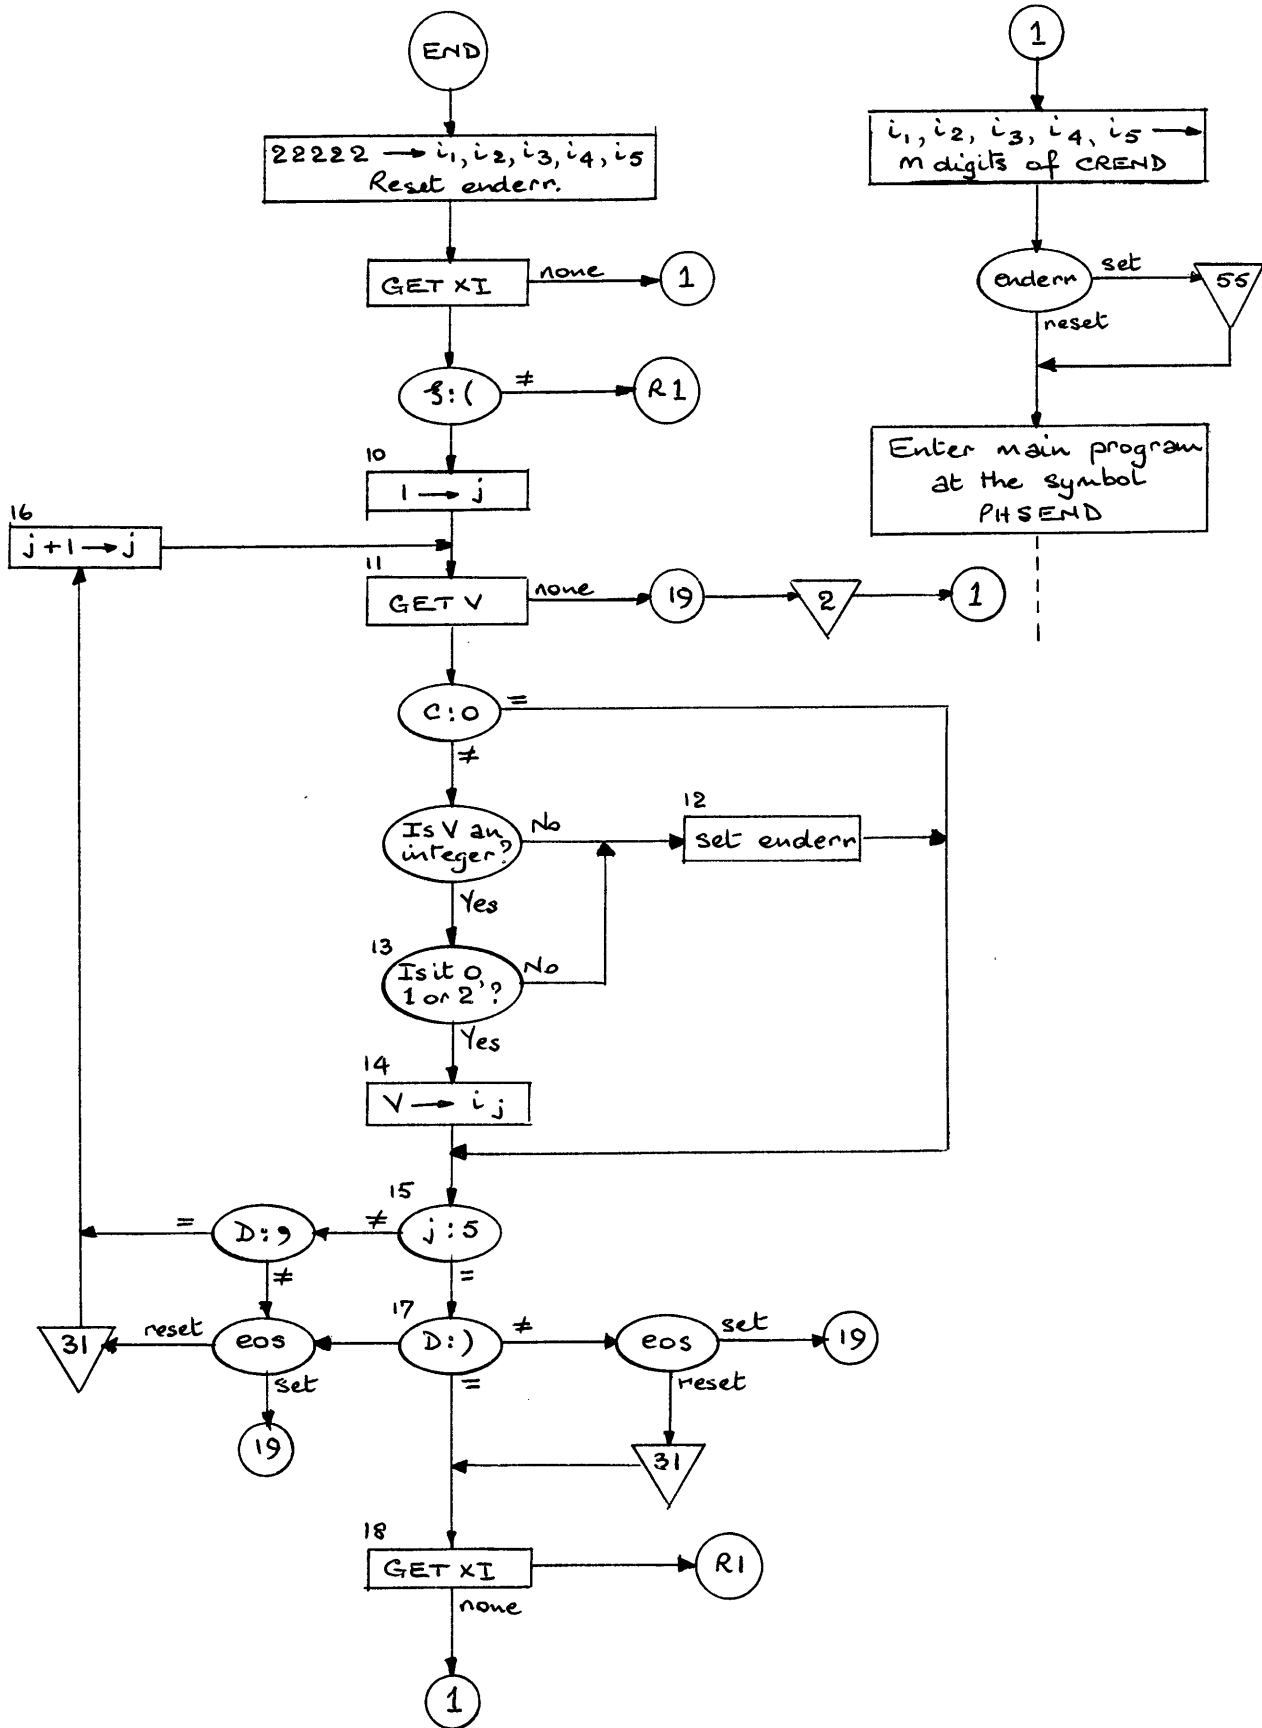 END
22222 → i₁, i₂, i₃, i₄, i₅
Reset enderr.
GET XI
none
1
ξ:(
≠
R1
10
1 → j
16
j+1 → j
11
GET V
none
19
2
1
C:0
=
≠
Is V an
integer?
No
Yes
12
set enderr
13
Is it 0,
1 or 2?
No
Yes
14
V → i j
15
j:5
≠
=
D:,
=
≠
17
D:)
≠
=
eos
reset
set
31
19
eos
set
19
reset
31
18
GET XI
R1
none
1
1
i₁, i₂, i₃, i₄, i₅ →
m digits of CREND
enderr
set
55
reset
Enter main program
at the symbol
PHSEND